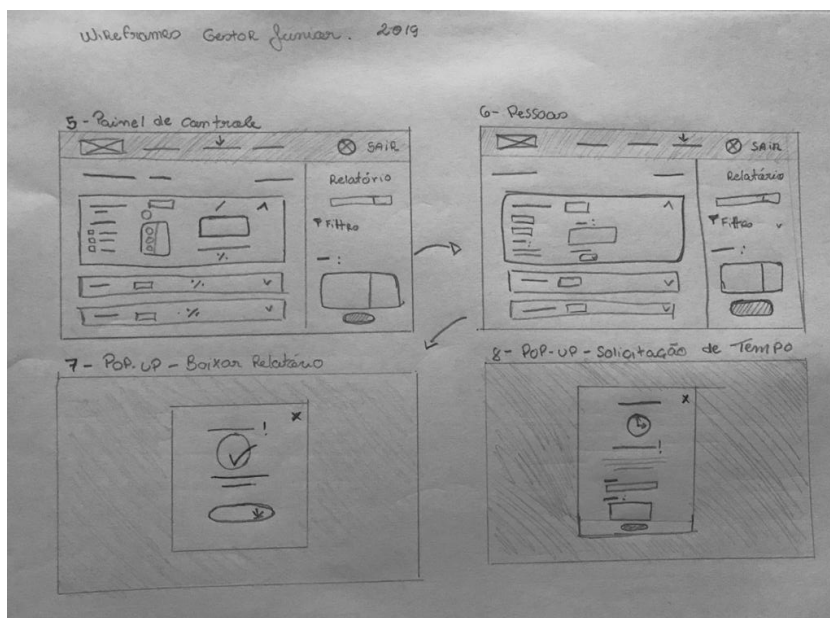 Wireframes Gestor Junior. 2019
5 - Painel de Controle
SAIR
Relatório
Filtro
%
%
%
6 - Pessoas
SAIR
Relatório
Filtro
7 - Pop-up - Baixar Relatório
!
x
8 - Pop-up - Solicitação de Tempo
x
!